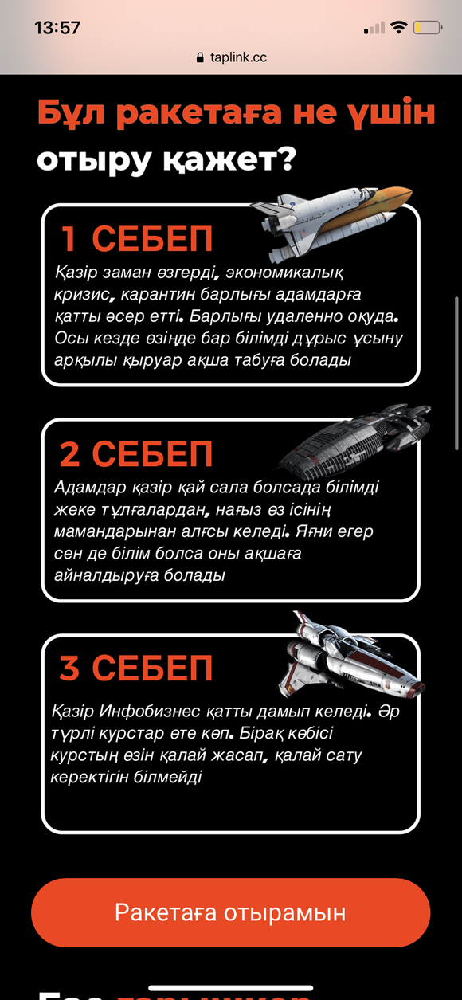 13:57
taplink.cc
Бұл ракетаға не үшін
отыру қажет?
1 СЕБЕП
Қазір заман өзгерді, экономикалық
кризис, карантин барлығы адамдарға
қатты әсер етті. Барлығы удаленно оқуда.
Осы кезде өзіңде бар білімді дұрыс ұсыну
арқылы қыруар ақша табуға болады
2 СЕБЕП
Адамдар қазір қай сала болсада білімді
жеке тұлғалардан, нағыз өз ісінің
мамандарынан алғсы келеді. Яғни егер
сен де білім болса оны ақшаға
айналдыруға болады
3 СЕБЕП
Қазір Инфобизнес қатты дамып келеді. Әр
түрлі курстар өте көп. Бірақ көбісі
курстың өзін қалай жасап, қалай сату
керектігін білмейді
Ракетаға отырамын